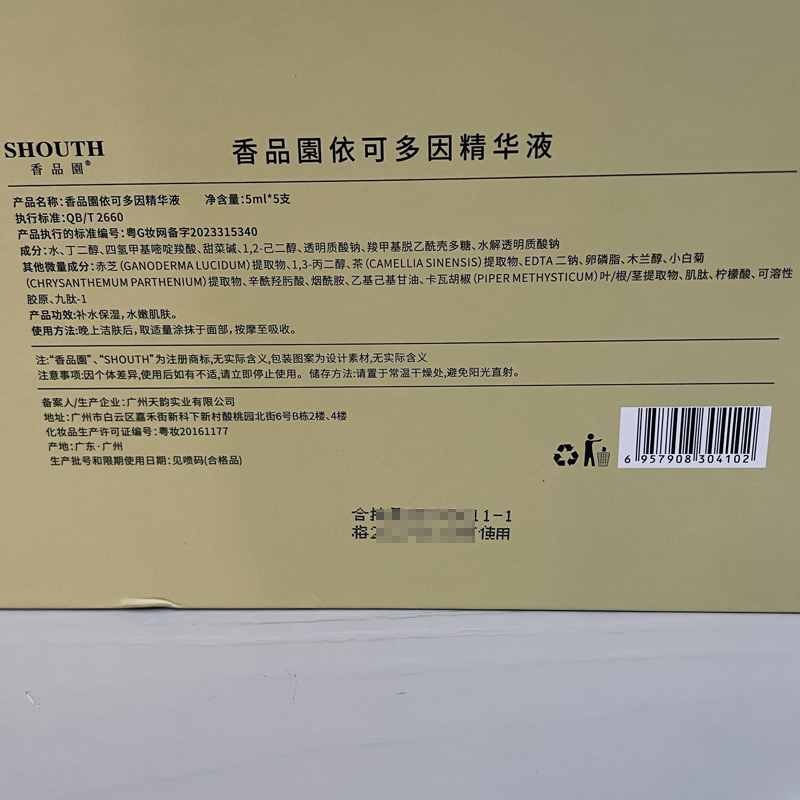 SHOUTH
香品園®
香品園依可多因精华液
产品名称:香品園依可多因精华液 净含量:5ml*5支
执行标准:QB/T 2660
产品执行的标准编号:粤G妆网备字2023315340
成分:水、丁二醇、四氢甲基嘧啶羧酸、甜菜碱、1,2-己二醇、透明质酸钠、羧甲基脱乙酰壳多糖、水解透明质酸钠
其他微量成分:赤芝(GANODERMA LUCIDUM)提取物、1,3-丙二醇、茶(CAMELLIA SINENSIS)提取物、EDTA 二钠、卵磷脂、木兰醇、小白菊
(CHRYSANTHEMUM PARTHENIUM)提取物、辛酰羟肟酸、烟酰胺、乙基己基甘油、卡瓦胡椒(PIPER METHYSTICUM)叶/根/茎提取物、肌肽、柠檬酸、可溶性
胶原、九肽-1
产品功效:补水保湿,水嫩肌肤。
使用方法:晚上洁肤后,取适量涂抹于面部,按摩至吸收。
注:“香品園”、“SHOUTH”为注册商标,无实际含义,包装图案为设计素材,无实际含义
注意事项:因个体差异,使用后如有不适,请立即停止使用。储存方法:请置于常温干燥处,避免阳光直射。
备案人/生产企业:广州天韵实业有限公司
地址:广州市白云区嘉禾街新科下新村酸桃园北街6号B栋2楼、4楼
化妆品生产许可证编号:粤妆20161177
产地:广东·广州
生产批号和限期使用日期:见喷码(合格品)
6 957908 304102
合 11-1
格2 使用